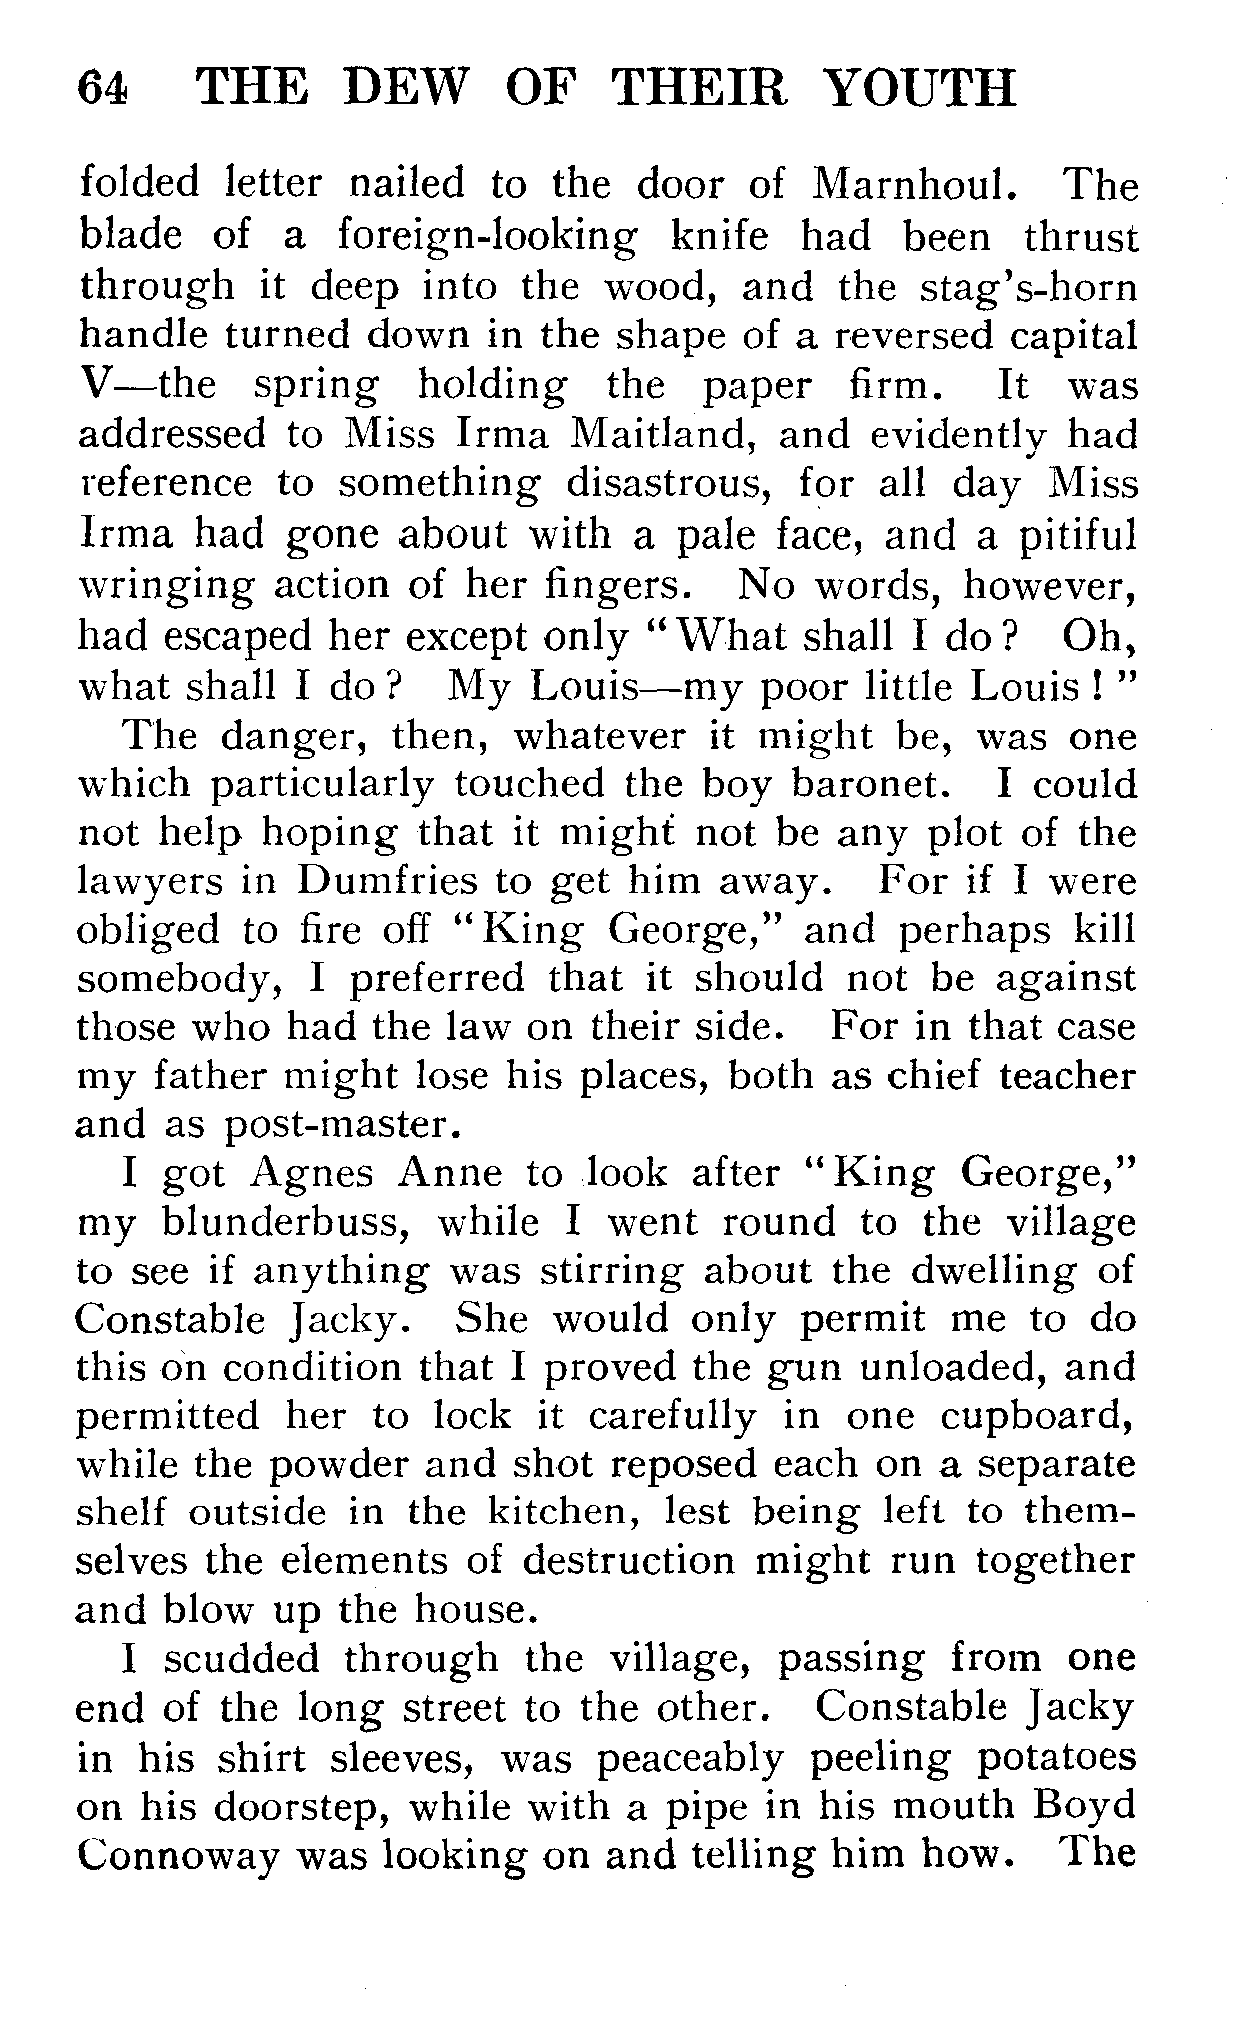 64 THE DEW OF THEIR YOUTH
folded letter nailed to the door of Marnhoul. The
blade of a foreign-looking knife had been thrust
through it deep into the wood, and the stag's-horn
handle turned down in the shape of a reversed capital
V—the spring holding the paper firm. It was
addressed to Miss Irma Maitland, and evidently had
reference to something disastrous, for all day Miss
Irma had gone about with a pale face, and a pitiful
wringing action of her fingers. No words, however,
had escaped her except only "What shall I do? Oh,
what shall I do? My Louis—my poor little Louis!"
The danger, then, whatever it might be, was one
which particularly touched the boy baronet. I could
not help hoping that it might not be any plot of the
lawyers in Dumfries to get him away. For if I were
obliged to fire off "King George," and perhaps kill
somebody, I preferred that it should not be against
those who had the law on their side. For in that case
my father might lose his places, both as chief teacher
and as post-master.
I got Agnes Anne to look after "King George,"
my blunderbuss, while I went round to the village
to see if anything was stirring about the dwelling of
Constable Jacky. She would only permit me to do
this on condition that I proved the gun unloaded, and
permitted her to lock it carefully in one cupboard,
while the powder and shot reposed each on a separate
shelf outside in the kitchen, lest being left to them-
selves the elements of destruction might run together
and blow up the house.
I scudded through the village, passing from one
end of the long street to the other. Constable Jacky
in his shirt sleeves, was peaceably peeling potatoes
on his doorstep, while with a pipe in his mouth Boyd
Connoway was looking on and telling him how. The